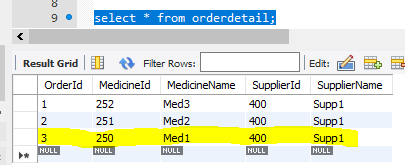 8
9 select * from orderdetail;
Result Grid Filter Rows: Edit:
OrderId MedicineId MedicineName SupplierId SupplierName
1 252 Med3 400 Supp1
2 251 Med2 400 Supp1
3 250 Med1 400 Supp1
NULL NULL NULL NULL NULL